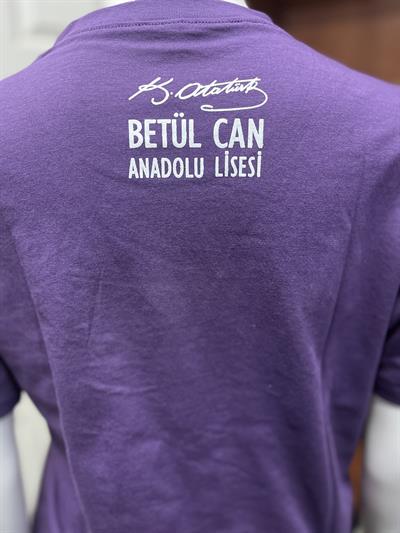 K. Atatürk
BETÜL CAN
ANADOLU LİSESİ